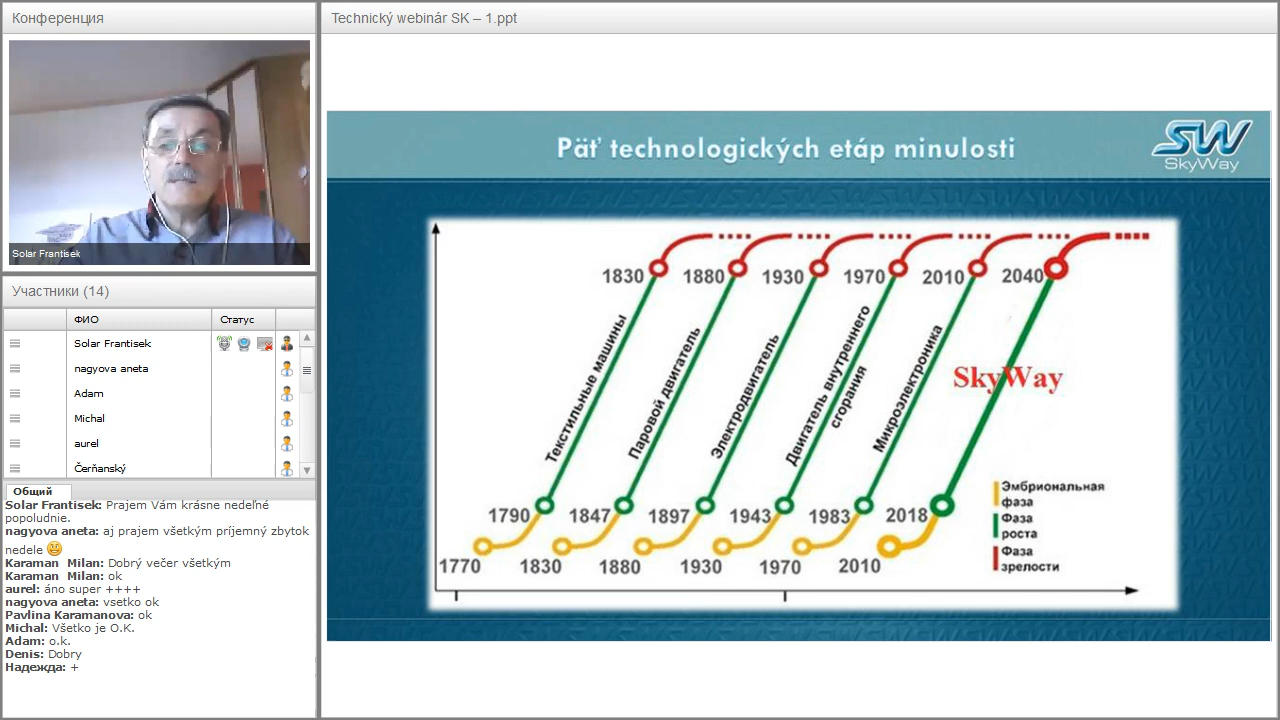 Конференция
Solar Frantisek
Участники (14)
ФИО Статус
Solar Frantisek
nagyova aneta
Adam
Michal
aurel
Čerňanský
Общий
Solar Frantisek: Prajem Vám krásne nedeľné
popoludnie.
nagyova aneta: aj prajem všetkým príjemný zbytok
nedele
Karaman Milan: Dobrý večer všetkým
Karaman Milan: ok
aurel: áno super ++++
nagyova aneta: vsetko ok
Pavlina Karamanova: ok
Michal: Všetko je O.K.
Adam: o.k.
Denis: Dobry
Надежда: +
Technický webinár SK – 1.ppt
Päť technologických etáp minulosti
SW
SkyWay
1830 1880 1930 1970 2010 2040
Текстильные машины
Паровой двигатель
Электродвигатель
Двигатель внутреннего
сгорания
Микроэлектроника
SkyWay
1790 1847 1897 1943 1983 2018
1770 1830 1880 1930 1970 2010
Эмбриональная
фаза
Фаза
роста
Фаза
зрелости